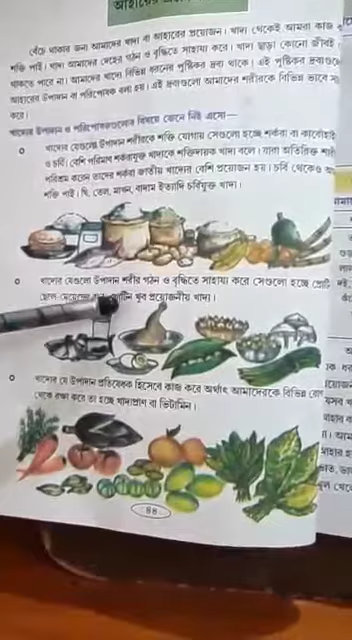 আহারের
বেঁচে থাকার জন্য আমাদের খাদ্য বা আহারের প্রয়োজন। খাদ্য থেকেই আমরা কাজ
শক্তি পাই। খাদ্য আমাদের দেহের গঠন ও বৃদ্ধিতে সাহায্য করে। খাদ্য ছাড়া কোনো জীবই
থাকতে পারে না। আমাদের খাদ্যে বিভিন্ন ধরনের পুষ্টিকর দ্রব্য থাকে। এই পুষ্টিকর দ্রব্যগুলো
আহারের উপাদান বা পরিপোষক বলা হয়। এই দ্রব্যগুলো আমাদের শরীরকে বিভিন্ন ভাবে
করে।
খাদ্যের উপাদান ও পরিপোষকগুলোর বিষয়ে জেনে নিই এসো—
খাদ্যের যেগুলো উপাদান শরীরকে শক্তি যোগায় সেগুলো হচ্ছে শর্করা বা
ও চর্বি। বেশি পরিমাণ শর্করাযুক্ত খাদ্যকে শক্তিদায়ক খাদ্য বলে। যারা অতিরিক্ত
পরিশ্রম করেন তাদের শর্করা জাতীয় খাদ্যের বেশি প্রয়োজন হয়। চর্বি থেকেও
শক্তি পাই। ঘি, তেল, মাখন, বাদাম ইত্যাদি চর্বিযুক্ত খাদ্য।
খাদ্যের যেগুলো উপাদান শরীর গঠন ও বৃদ্ধিতে সাহায্য করে সেগুলো হচ্ছে
খুব প্রয়োজনীয় খাদ্য।
খাদ্যের যে উপাদান প্রতিষেধক হিসেবে কাজ করে অর্থাৎ আমাদেরকে বিভিন্ন রোগ
থেকে রক্ষা করে তা হচ্ছে খাদ্যপ্রাণ বা ভিটামিন।
৪৪